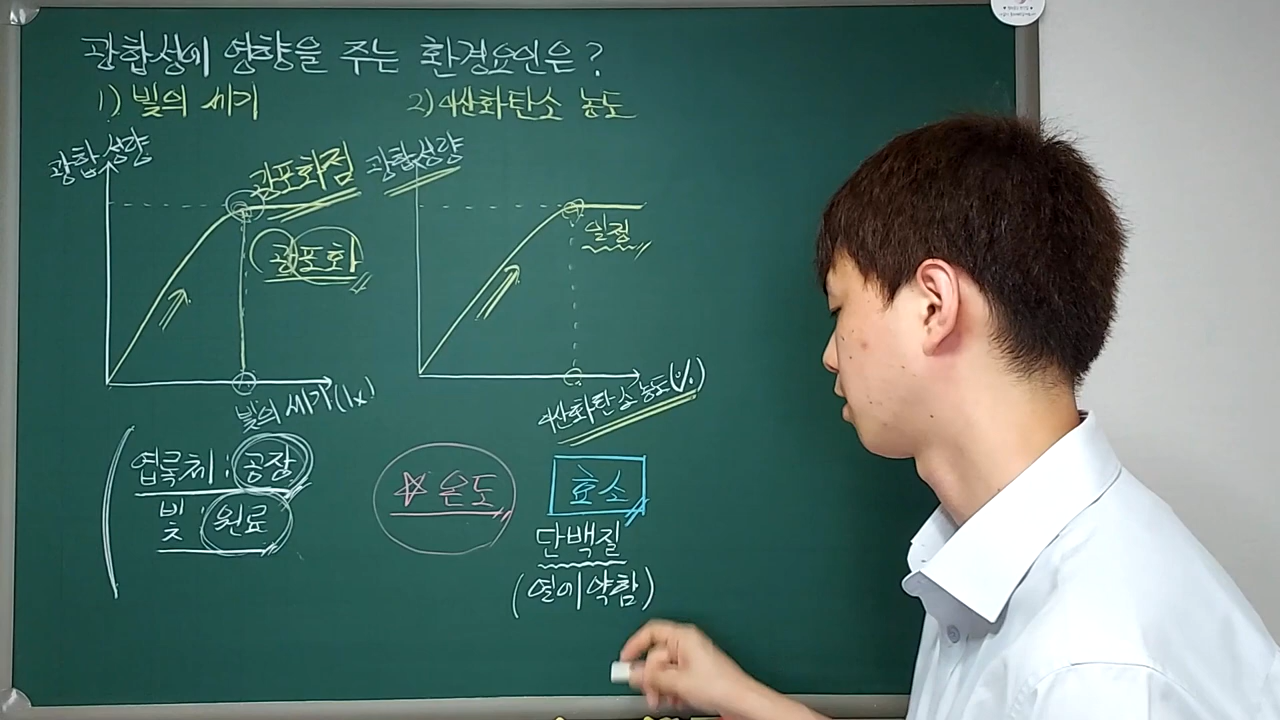 광합성에 영향을 주는 환경요인은?
1) 빛의 세기
2) 이산화탄소 농도
광합성량
광포화점
광포화
빛의 세기(lx)
광합성량
일정
이산화탄소 농도(%)
엽록체 : 공장
빛 : 원료
☆ 온도
효소
단백질
(열에 약함)